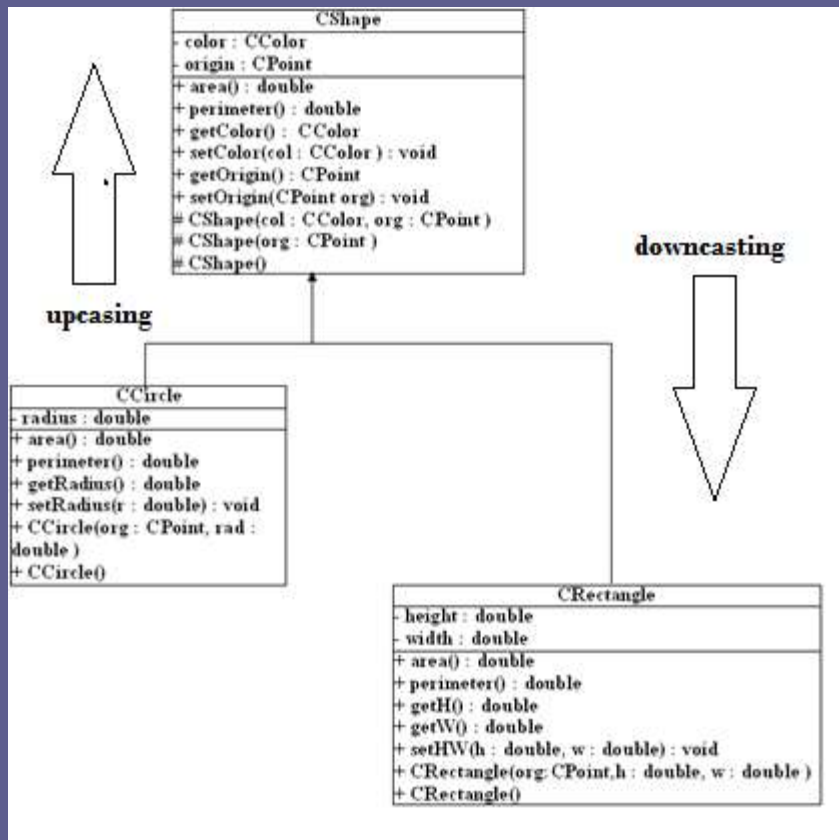 CShape
- color : CColor
- origin : CPoint
+ area() : double
+ perimeter() : double
+ getColor() : CColor
+ setColor(col : CColor ) : void
+ getOrigin() : CPoint
+ setOrigin(CPoint org) : void
# CShape(col : CColor, org : CPoint )
# CShape(org : CPoint )
# CShape()
upcasing
downcasting
CCircle
- radius : double
+ area() : double
+ perimeter() : double
+ getRadius() : double
+ setRadius(r : double) : void
+ CCircle(org : CPoint, rad :
double )
+ CCircle()
CRectangle
- height : double
- width : double
+ area() : double
+ perimeter() : double
+ getH() : double
+ getW() : double
+ setHW(h : double, w : double) : void
+ CRectangle(org: CPoint,h : double, w : double )
+ CRectangle()